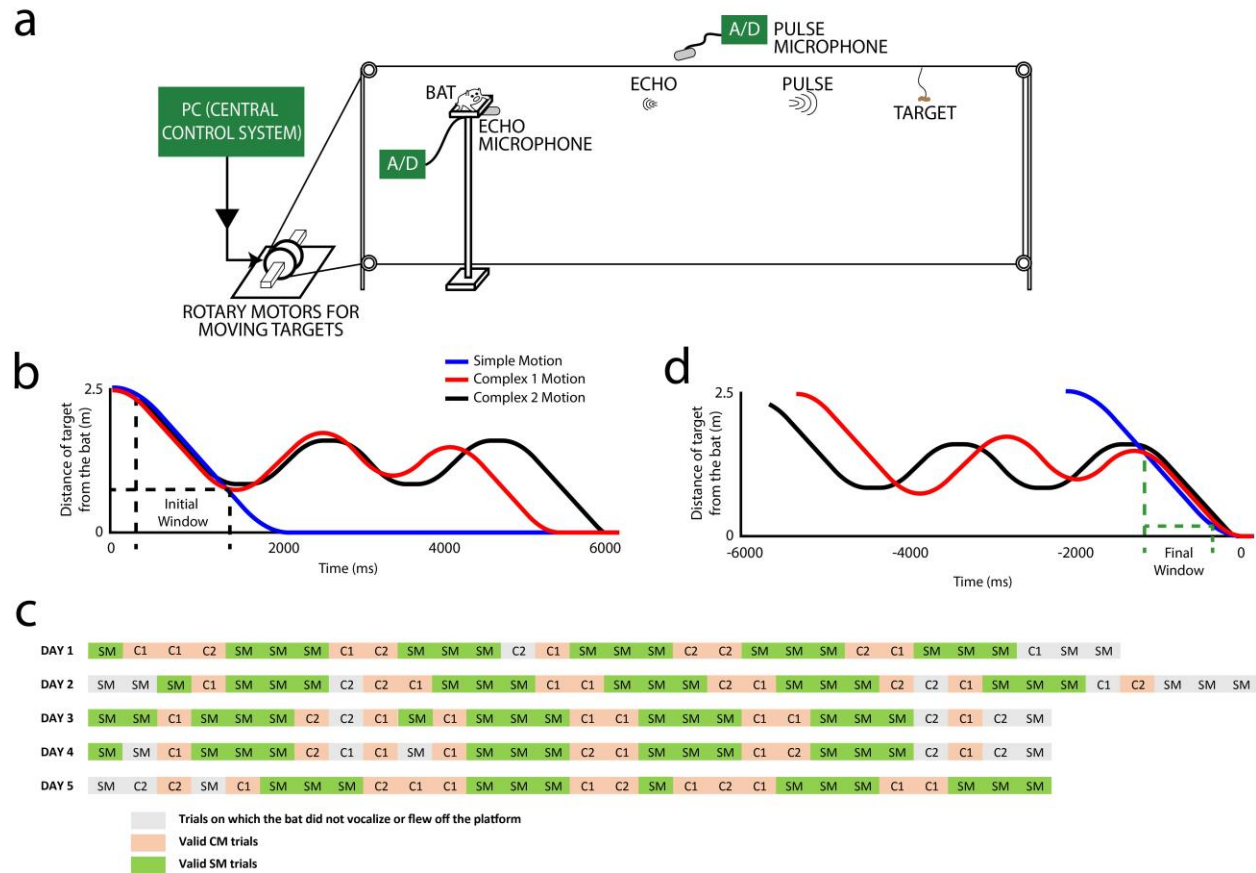 a
PC (CENTRAL
CONTROL SYSTEM)
ROTARY MOTORS FOR
MOVING TARGETS
BAT
ECHO
MICROPHONE
A/D
A/D
PULSE
MICROPHONE
ECHO
PULSE
TARGET
b
Simple Motion
Complex 1 Motion
Complex 2 Motion
Distance of target
from the bat (m)
2.5
0
Initial
Window
0 2000 4000 6000
Time (ms)
d
Distance of target
from the bat (m)
2.5
0
-6000 -4000 -2000 0
Final
Window
Time (ms)
c
DAY 1 SM C1 C1 C2 SM SM SM C1 C2 SM SM SM C2 C1 SM SM SM C2 C2 SM SM SM C2 C1 SM SM SM C1 SM SM
DAY 2 SM SM SM C1 SM SM SM C2 C2 C1 SM SM SM C1 C1 SM SM SM C2 C1 SM SM SM C2 C2 C1 SM SM SM C1 C2 SM SM SM
DAY 3 SM SM C1 SM SM SM C2 C2 C1 SM C1 SM SM SM C1 C1 SM SM SM C1 C1 SM SM SM C2 C1 C2 SM
DAY 4 SM SM C1 SM SM SM C2 C1 C1 SM C1 SM SM SM C2 C1 SM SM SM C1 C2 SM SM SM C2 C1 C2 SM
DAY 5 SM C2 C2 SM C1 SM SM SM C2 C1 C1 SM SM SM C1 C2 SM C1 C2 C1 SM SM SM C1 C1 SM SM SM
Trials on which the bat did not vocalize or flew off the platform
Valid CM trials
Valid SM trials